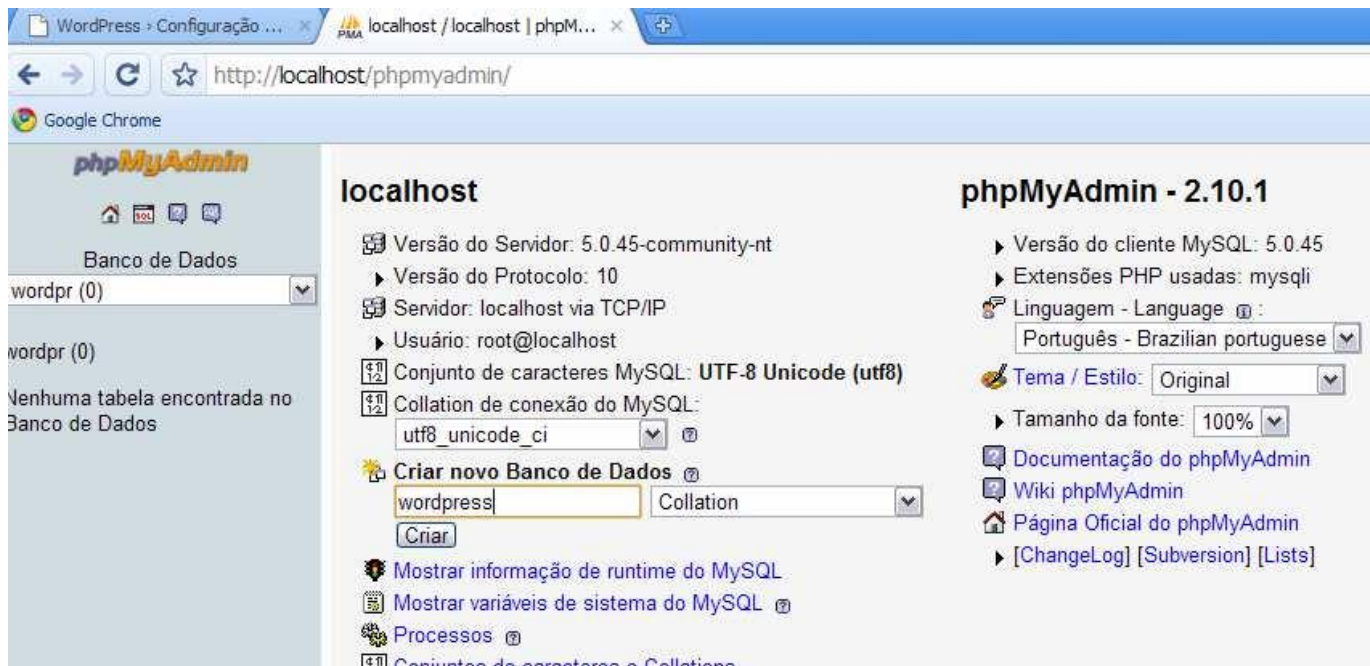 WordPress › Configuração ...
localhost / localhost | phpM...
http://localhost/phpmyadmin/
Google Chrome
phpMyAdmin
SQL
Banco de Dados
wordpr (0)
wordpr (0)
Nenhuma tabela encontrada no
Banco de Dados
localhost
Versão do Servidor: 5.0.45-community-nt
Versão do Protocolo: 10
Servidor: localhost via TCP/IP
Usuário: root@localhost
Conjunto de caracteres MySQL: UTF-8 Unicode (utf8)
Collation de conexão do MySQL:
utf8_unicode_ci
Criar novo Banco de Dados
wordpress Collation
Criar
Mostrar informação de runtime do MySQL
Mostrar variáveis de sistema do MySQL
Processos
Conjuntos de caracteres e Collations
phpMyAdmin - 2.10.1
Versão do cliente MySQL: 5.0.45
Extensões PHP usadas: mysqli
Linguagem - Language :
Português - Brazilian portuguese
Tema / Estilo: Original
Tamanho da fonte: 100%
Documentação do phpMyAdmin
Wiki phpMyAdmin
Página Oficial do phpMyAdmin
[ChangeLog] [Subversion] [Lists]